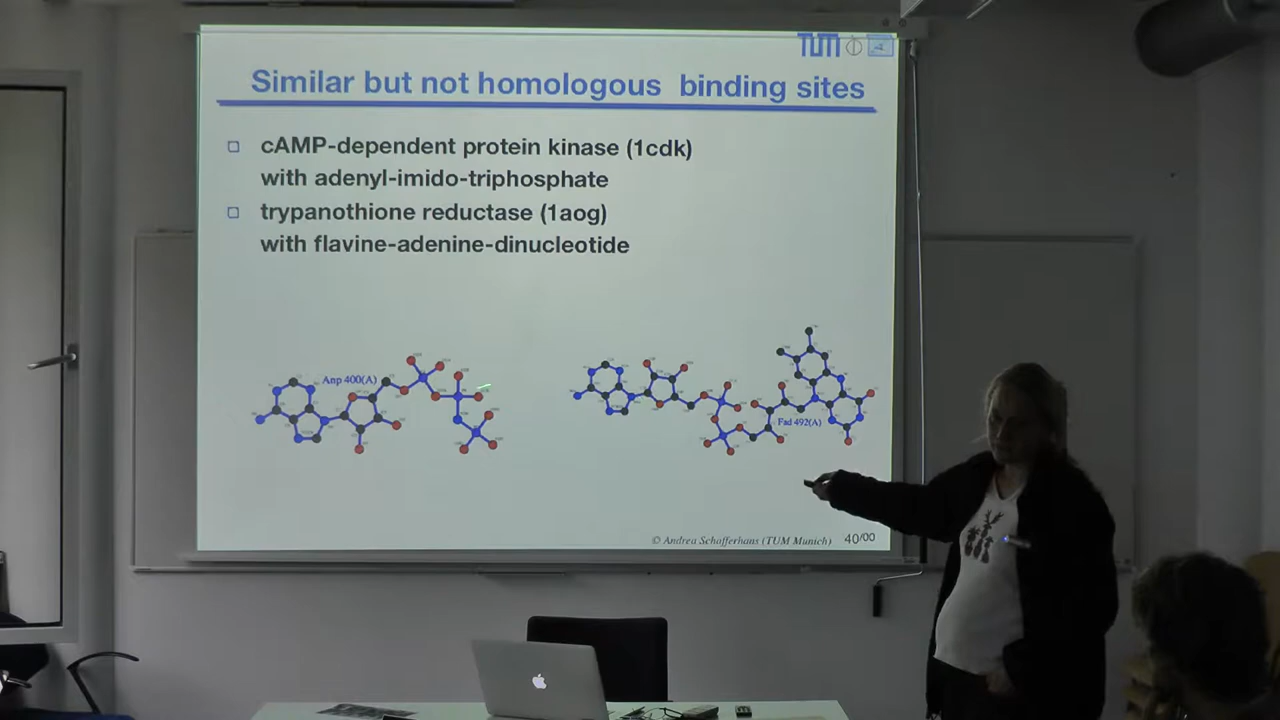 TUM
Similar but not homologous binding sites
cAMP-dependent protein kinase (1cdk)
with adenyl-imido-triphosphate
trypanothione reductase (1aog)
with flavine-adenine-dinucleotide
Anp 400(A)
Fad 492(A)
© Andrea Schafferhans (TUM Munich) 40/00